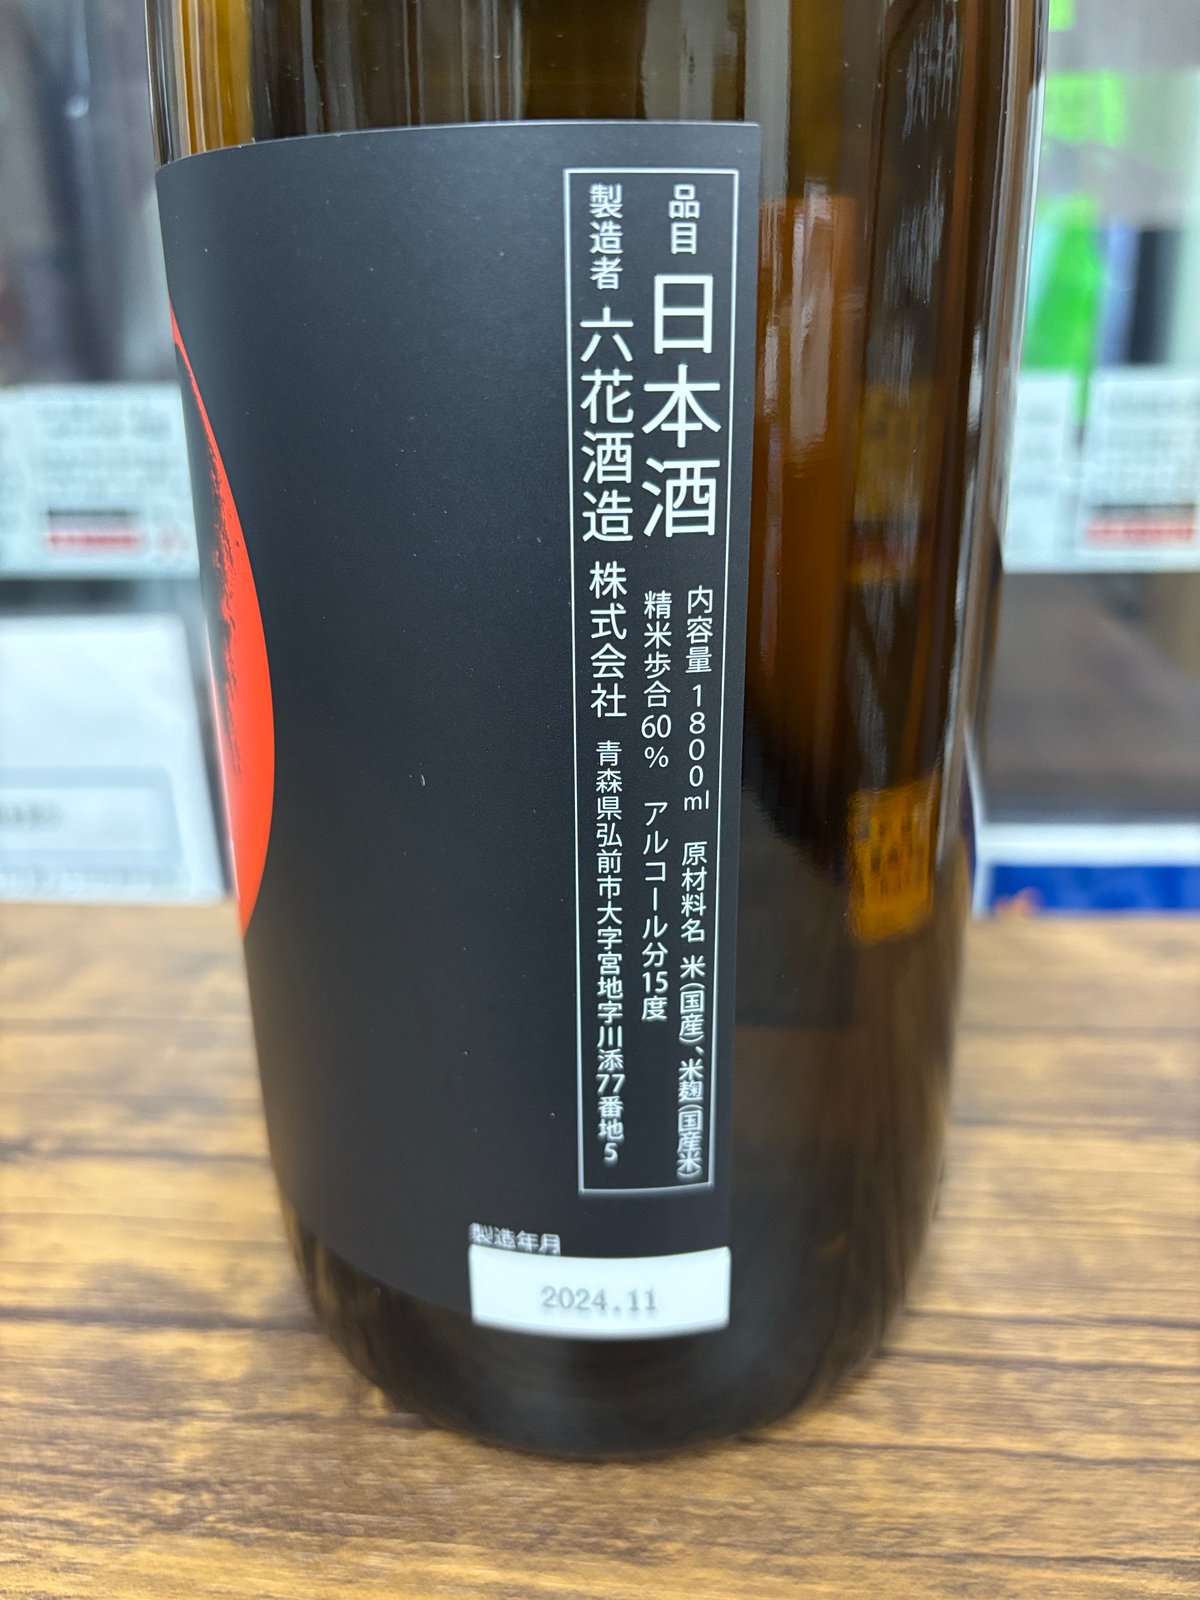 品目 日本酒
内容量 1800ml 原材料名 米(国産)、米麹(国産米)
精米歩合60% アルコール分15度
製造者 六花酒造 株式会社 青森県弘前市大字宮地字川添77番地5
製造年月
2024.11